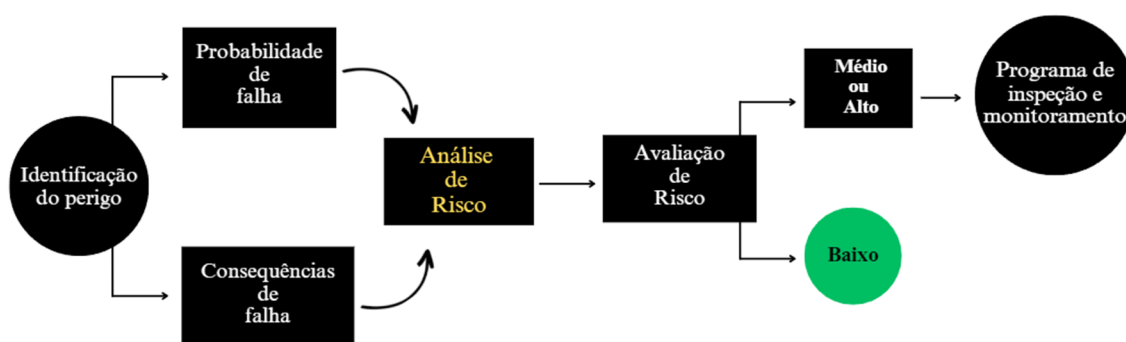 Identificação
do perigo
Probabilidade
de
falha
Consequências
de
falha
Análise
de
Risco
Avaliação
de
Risco
Médio
ou
Alto
Baixo
Programa de
inspeção e
monitoramento